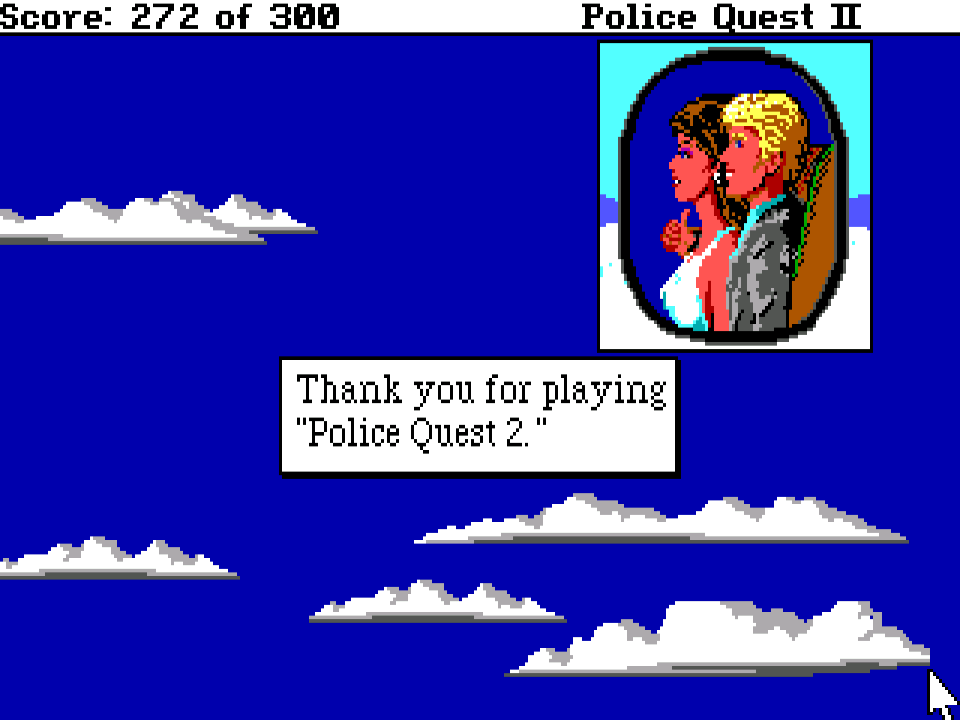 Score: 272 of 300 Police Quest II
Thank you for playing
"Police Quest 2."